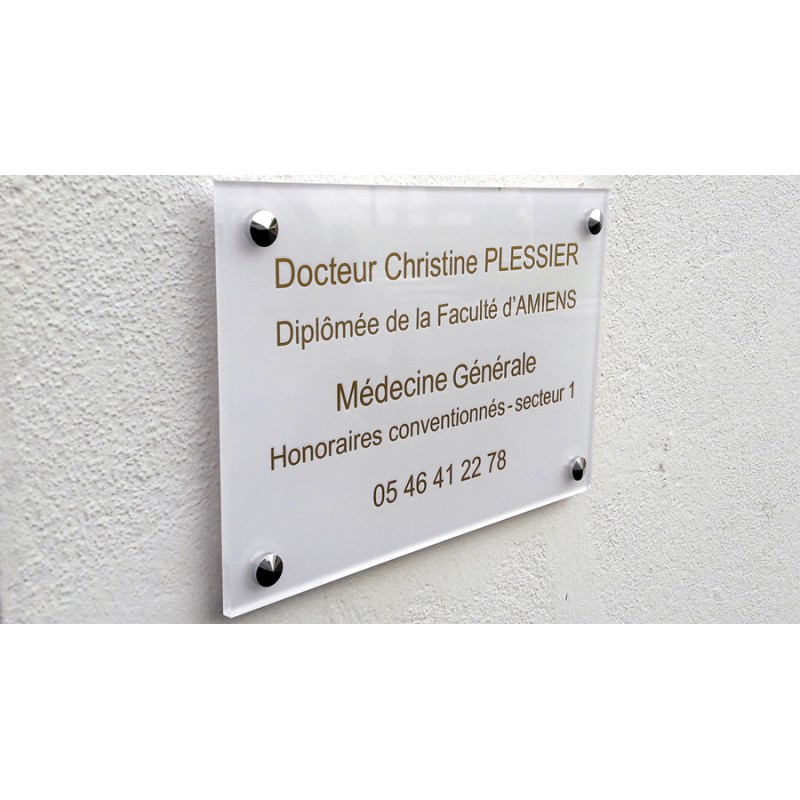 Docteur Christine PLESSIER
Diplômée de la Faculté d'AMIENS
Médecine Générale
Honoraires conventionnés - secteur 1
05 46 41 22 78